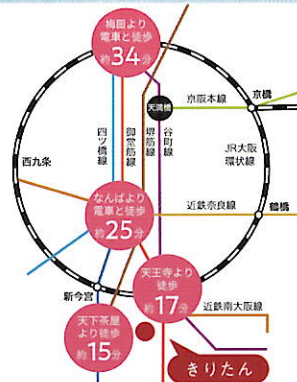 梅田より
電車と徒歩
約34分
天満橋
京阪本線
京橋
四ツ橋線
御堂筋線
堺筋線
谷町線
JR大阪
環状線
西九条
なんばより
電車と徒歩
約25分
近鉄奈良線
鶴橋
新今宮
天王寺より
徒歩
約17分
近鉄南大阪線
天下茶屋
より徒歩
約15分
きりたん